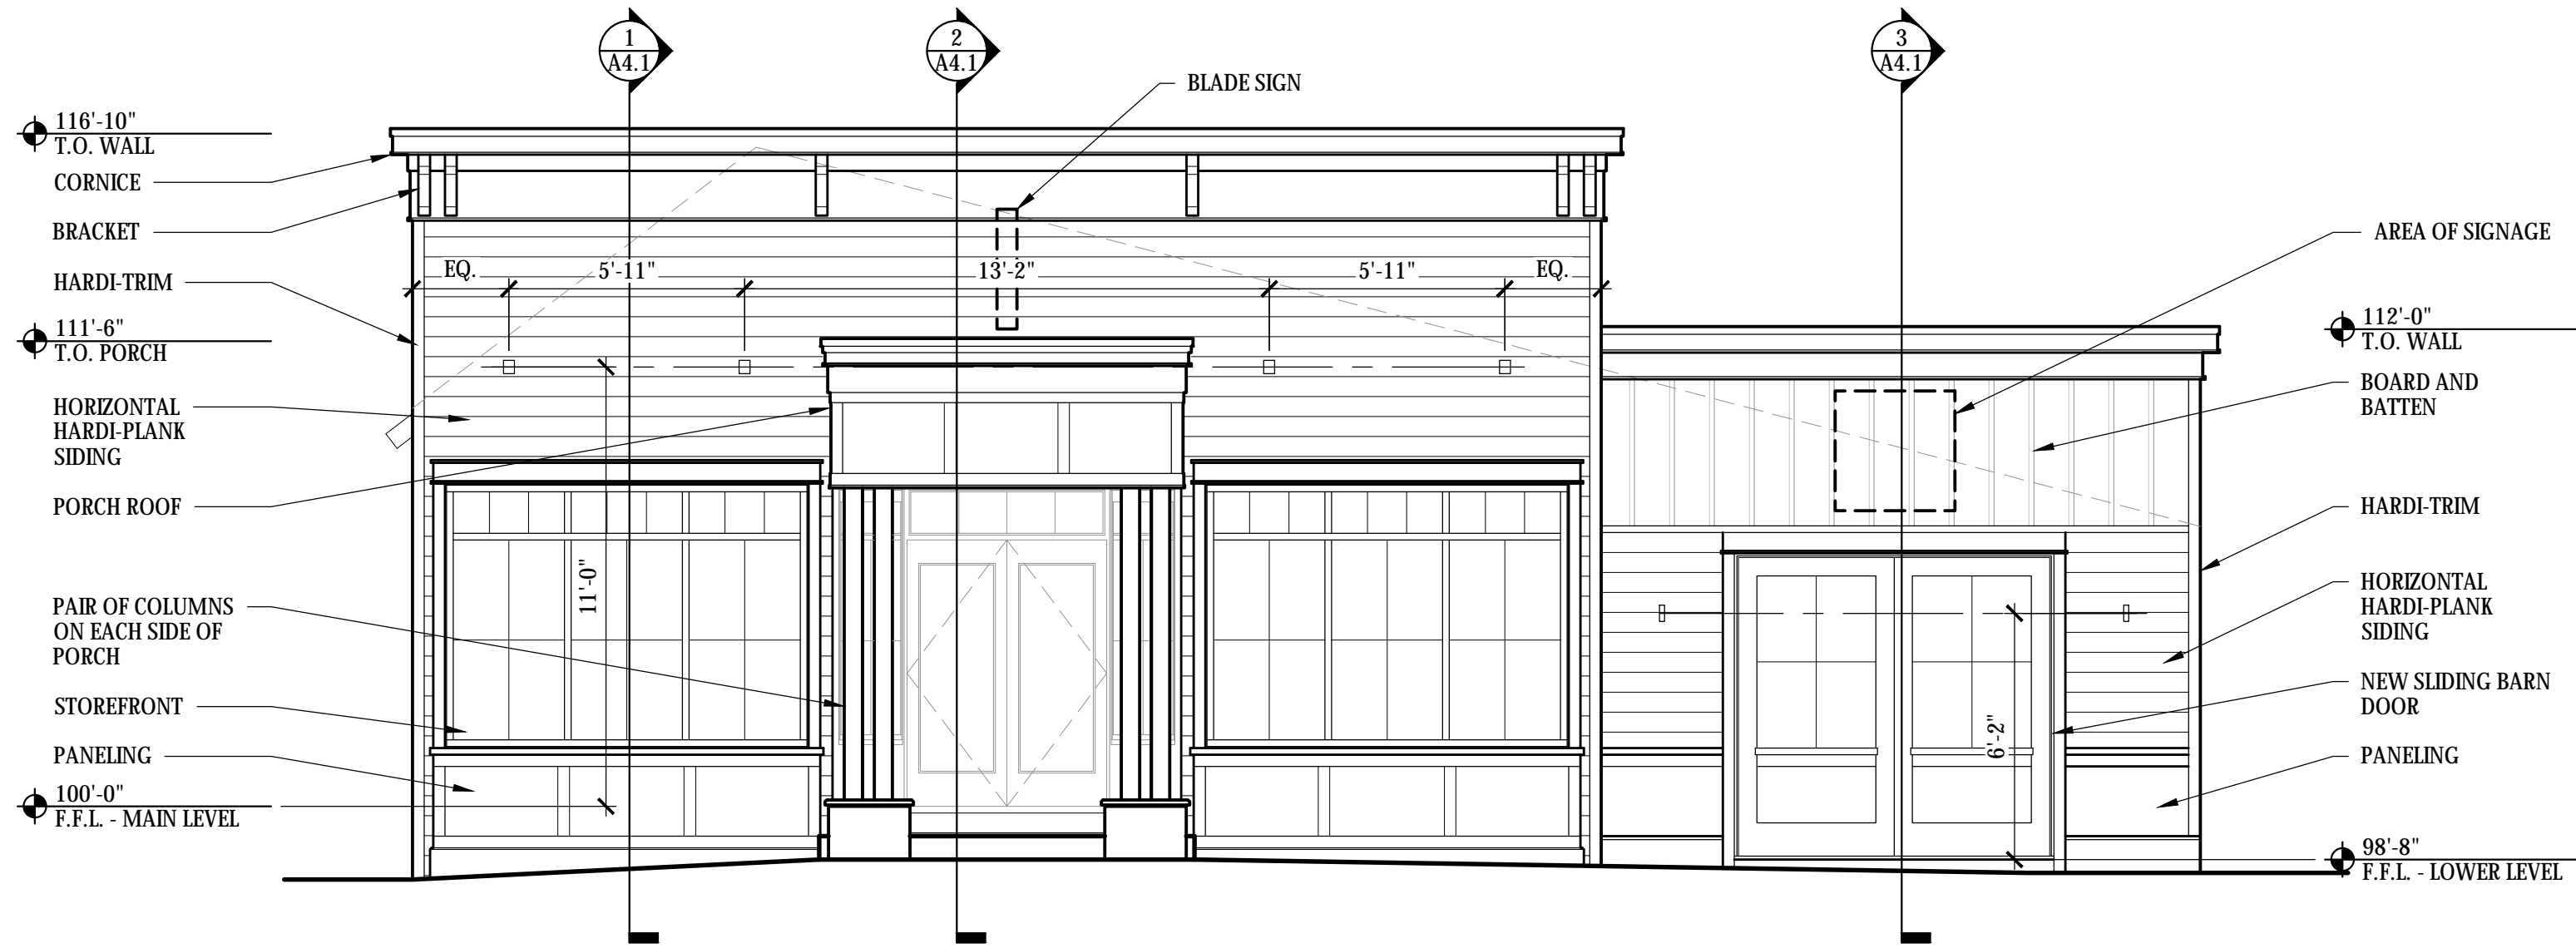 1
A4.1
2
A4.1
3
A4.1
BLADE SIGN
116'-10"
T.O. WALL
CORNICE
BRACKET
HARDI-TRIM
111'-6"
T.O. PORCH
HORIZONTAL
HARDI-PLANK
SIDING
PORCH ROOF
PAIR OF COLUMNS
ON EACH SIDE OF
PORCH
STOREFRONT
PANELING
100'-0"
F.F.L. - MAIN LEVEL
EQ.
5'-11"
13'-2"
5'-11"
EQ.
11'-0"
6'-2"
AREA OF SIGNAGE
112'-0"
T.O. WALL
BOARD AND
BATTEN
HARDI-TRIM
HORIZONTAL
HARDI-PLANK
SIDING
NEW SLIDING BARN
DOOR
PANELING
98'-8"
F.F.L. - LOWER LEVEL